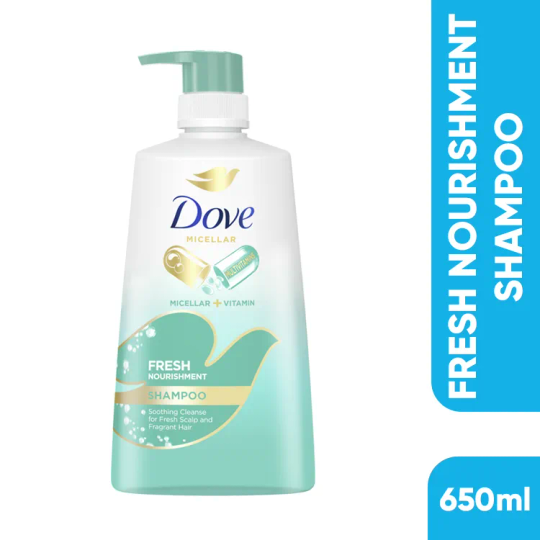 Dove
MICELLAR
MICELLAR + VITAMIN
FRESH
NOURISHMENT
SHAMPOO
Soothing Cleanse
for Fresh Scalp and
Fragrant Hair
FRESH NOURISHMENT
SHAMPOO
650ml